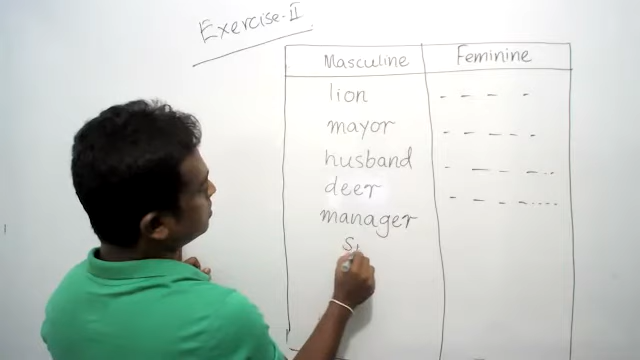 Exercise-II
Masculine Feminine
lion - - - -
mayor - - - - -
husband - - - - ..
deer - - - - ....
manager